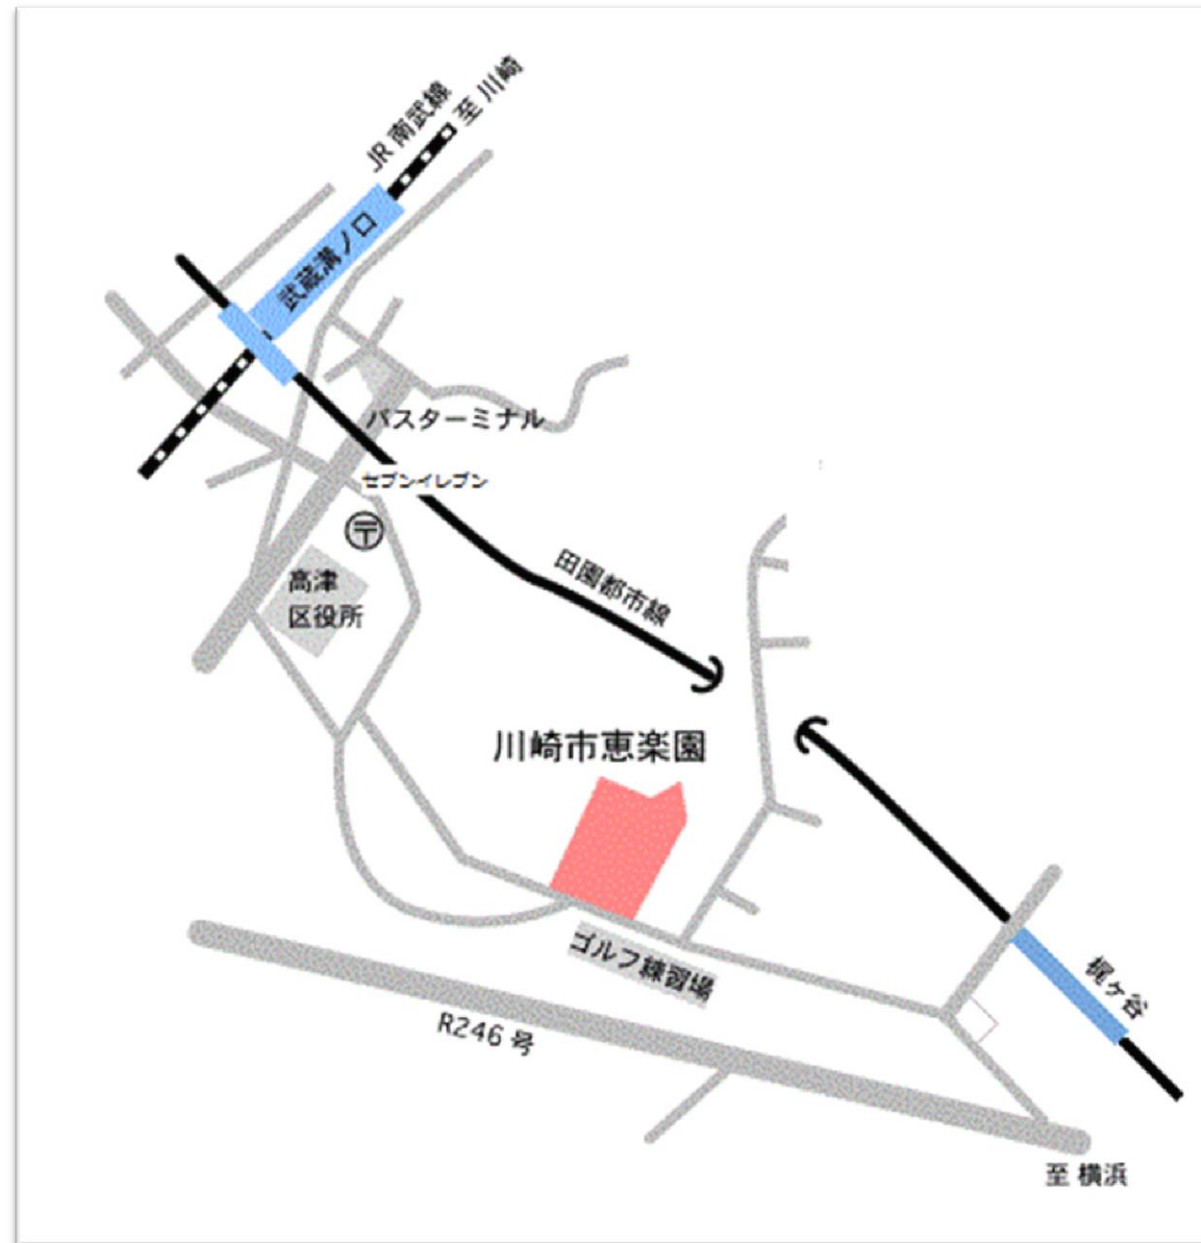 JR 南武線
至 川崎
武蔵溝ノ口
バスターミナル
セブンイレブン
〒
高津
区役所
田園都市線
川崎市恵楽園
ゴルフ練習場
梶ヶ谷
R246 号
至 横浜